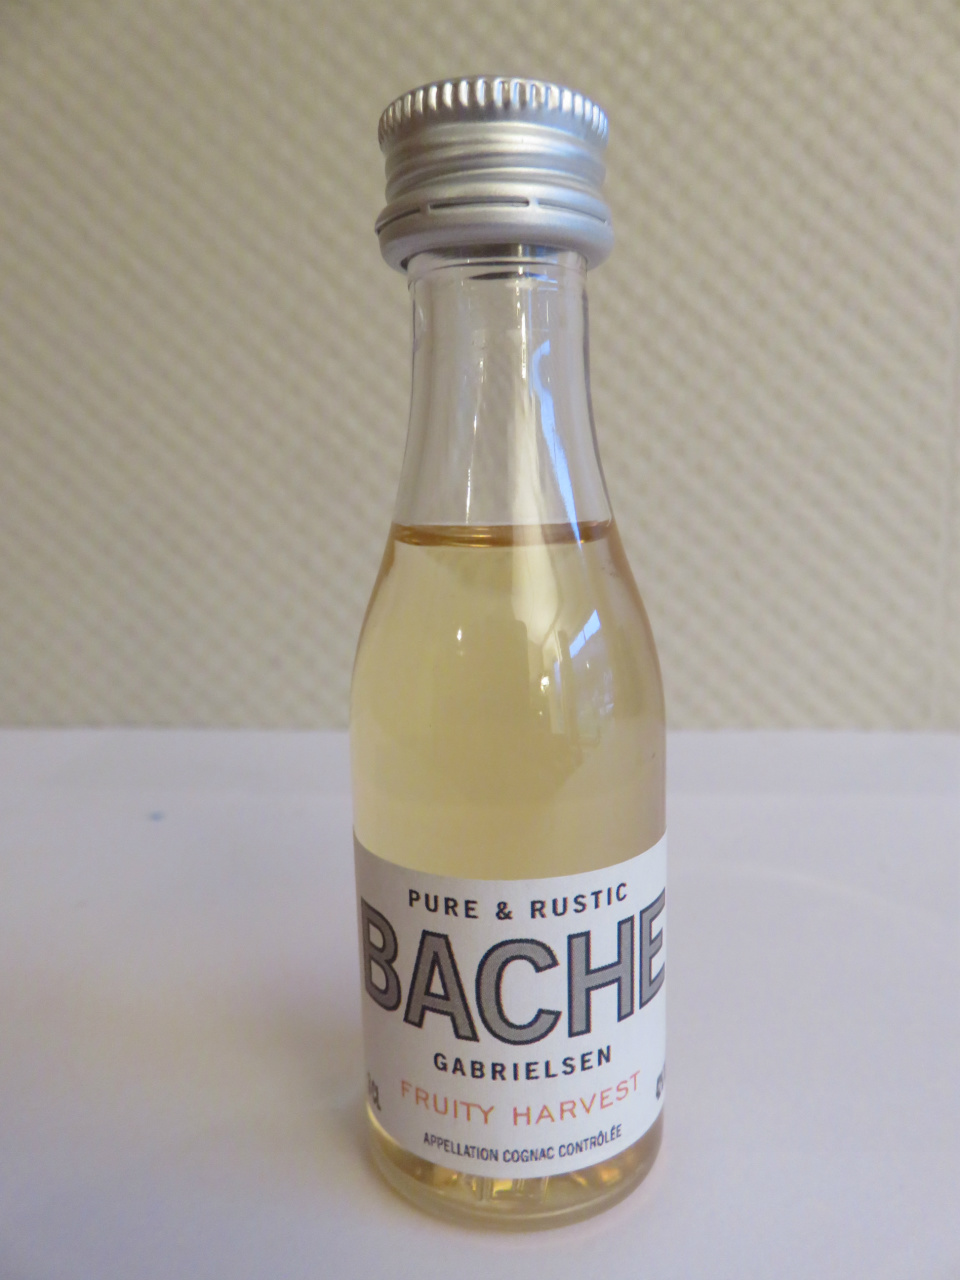 PURE & RUSTIC
BACHE
GABRIELSEN
FRUITY HARVEST
APPELLATION COGNAC CONTRÔLÉE